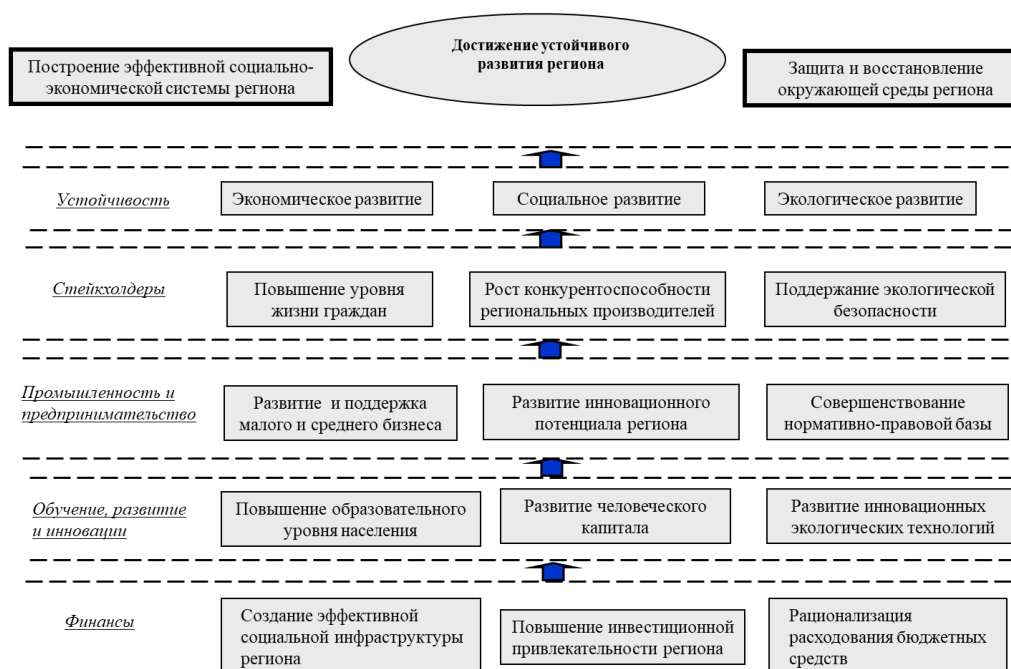 Достижение устойчивого
развития региона
Построение эффективной социально-
экономической системы региона
Защита и восстановление
окружающей среды региона
Устойчивость
Экономическое развитие
Социальное развитие
Экологическое развитие
Стейкхолдеры
Повышение уровня
жизни граждан
Рост конкурентоспособности
региональных производителей
Поддержание экологической
безопасности
Промышленность и
предпринимательство
Развитие и поддержка
малого и среднего бизнеса
Развитие инновационного
потенциала региона
Совершенствование
нормативно-правовой базы
Обучение, развитие
и инновации
Повышение образовательного
уровня населения
Развитие человеческого
капитала
Развитие инновационных
экологических технологий
Финансы
Создание эффективной
социальной инфраструктуры
региона
Повышение инвестиционной
привлекательности региона
Рационализация
расходования бюджетных
средств